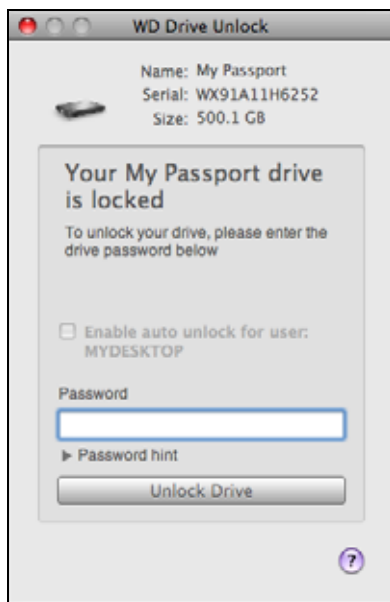 WD Drive Unlock
Name: My Passport
Serial: WX91A11H6252
Size: 500.1 GB
Your My Passport drive
is locked
To unlock your drive, please enter the
drive password below
Enable auto unlock for user:
MYDESKTOP
Password
Password hint
Unlock Drive
?